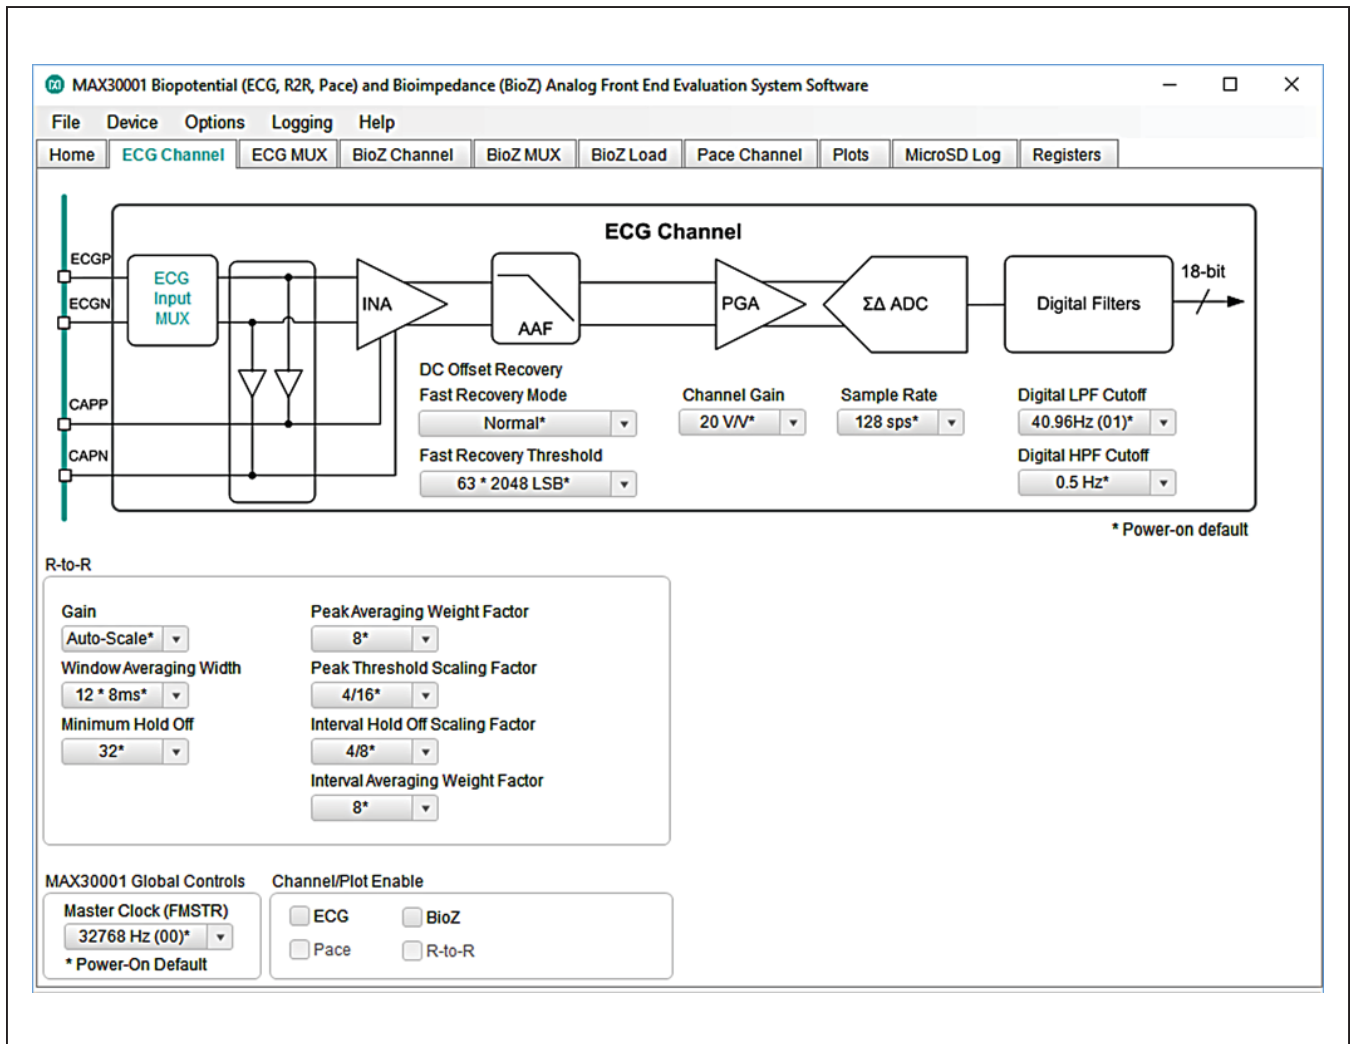 MAX30001 Biopotential (ECG, R2R, Pace) and Bioimpedance (BioZ) Analog Front End Evaluation System Software
File Device Options Logging Help
Home ECG Channel ECG MUX BioZ Channel BioZ MUX BioZ Load Pace Channel Plots MicroSD Log Registers
ECG Channel
ECGP
ECGN
CAPP
CAPN
ECG
Input
MUX
INA
AAF
PGA
ΣΔ ADC
Digital Filters
18-bit
DC Offset Recovery
Fast Recovery Mode
Normal*
Fast Recovery Threshold
63 * 2048 LSB*
Channel Gain
20 V/V*
Sample Rate
128 sps*
Digital LPF Cutoff
40.96Hz (01)*
Digital HPF Cutoff
0.5 Hz*
* Power-on default
R-to-R
Gain
Auto-Scale*
Window Averaging Width
12 * 8ms*
Minimum Hold Off
32*
Peak Averaging Weight Factor
8*
Peak Threshold Scaling Factor
4/16*
Interval Hold Off Scaling Factor
4/8*
Interval Averaging Weight Factor
8*
MAX30001 Global Controls
Master Clock (FMSTR)
32768 Hz (00)*
* Power-On Default
Channel/Plot Enable
ECG BioZ
Pace R-to-R